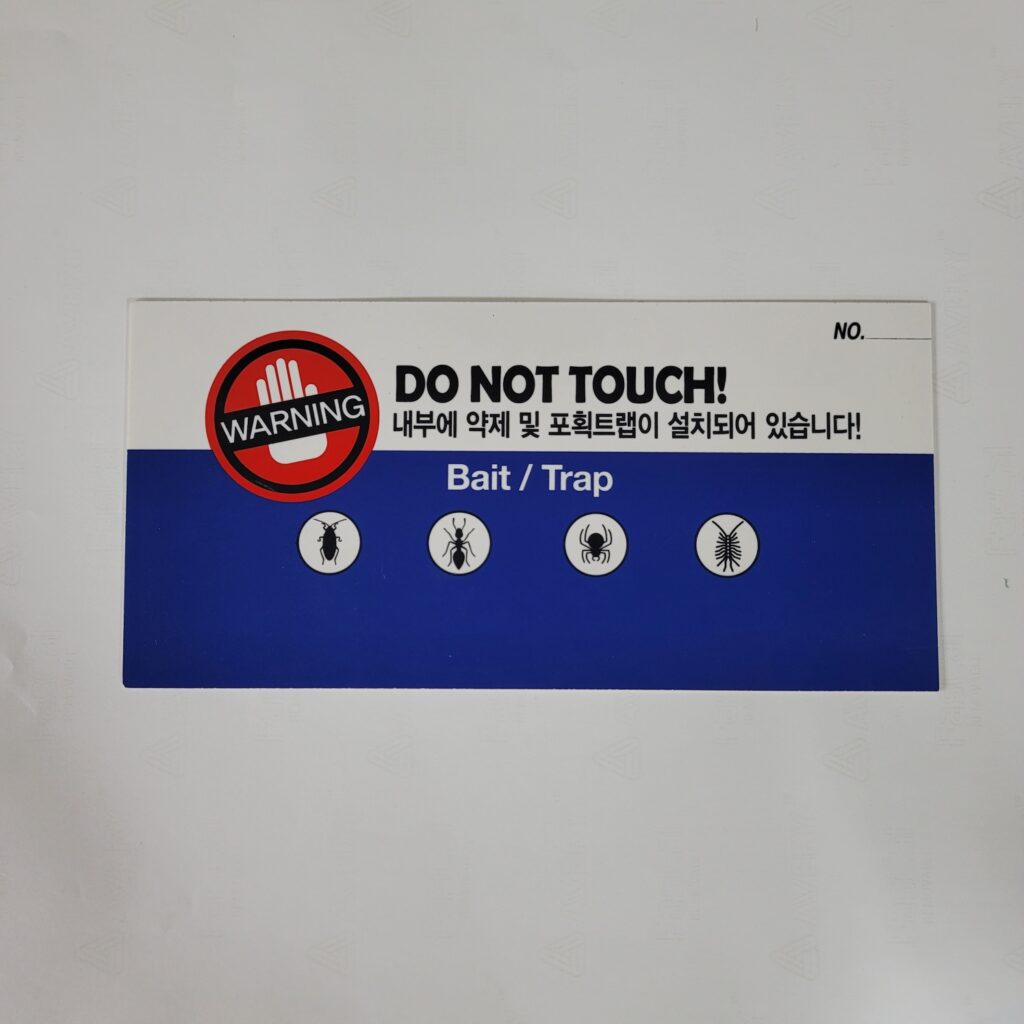 NO.
WARNING
DO NOT TOUCH!
내부에 약제 및 포획트랩이 설치되어 있습니다!
Bait / Trap